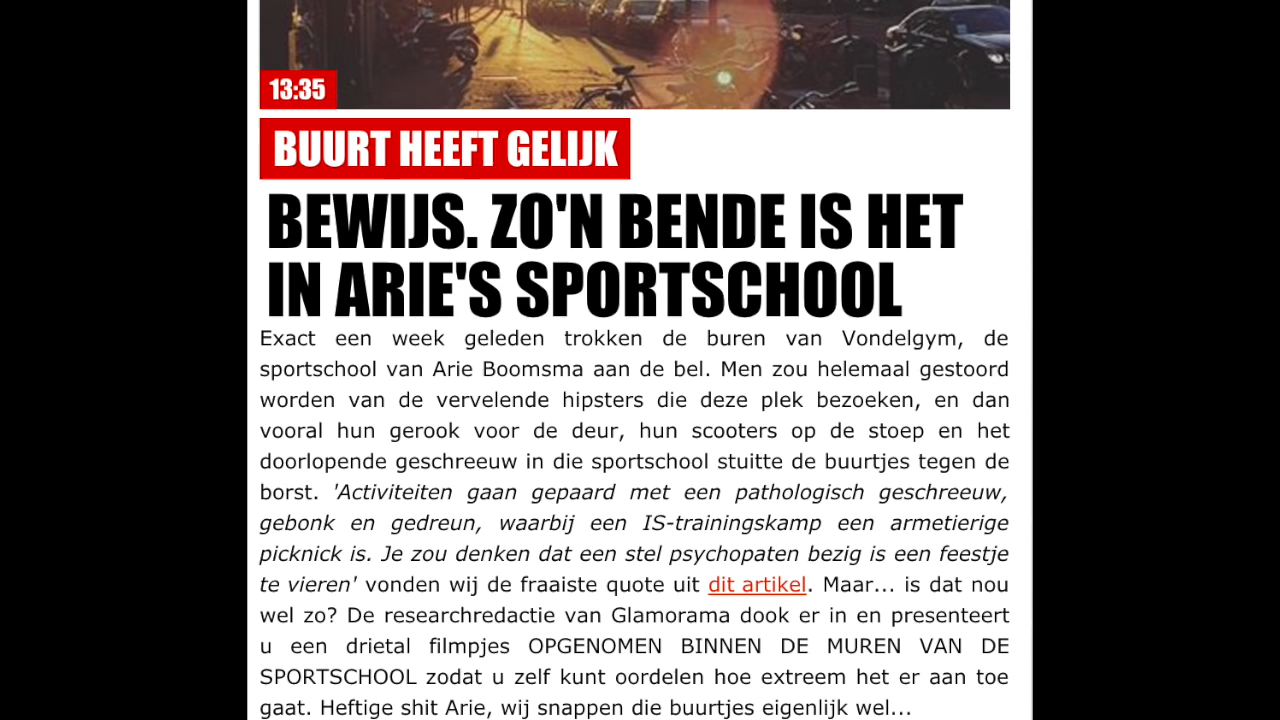 13:35
BUURT HEEFT GELIJK
BEWIJS. ZO'N BENDE IS HET
IN ARIE'S SPORTSCHOOL
Exact een week geleden trokken de buren van Vondelgym, de
sportschool van Arie Boomsma aan de bel. Men zou helemaal gestoord
worden van de vervelende hipsters die deze plek bezoeken, en dan
vooral hun gerook voor de deur, hun scooters op de stoep en het
doorlopende geschreeuw in die sportschool stuitte de buurtjes tegen de
borst. 'Activiteiten gaan gepaard met een pathologisch geschreeuw,
gebonk en gedreun, waarbij een IS-trainingskamp een armetierige
picknick is. Je zou denken dat een stel psychopaten bezig is een feestje
te vieren' vonden wij de fraaiste quote uit dit artikel. Maar... is dat nou
wel zo? De researchredactie van Glamorama dook er in en presenteert
u een drietal filmpjes OPGENOMEN BINNEN DE MUREN VAN DE
SPORTSCHOOL zodat u zelf kunt oordelen hoe extreem het er aan toe
gaat. Heftige shit Arie, wij snappen die buurtjes eigenlijk wel...